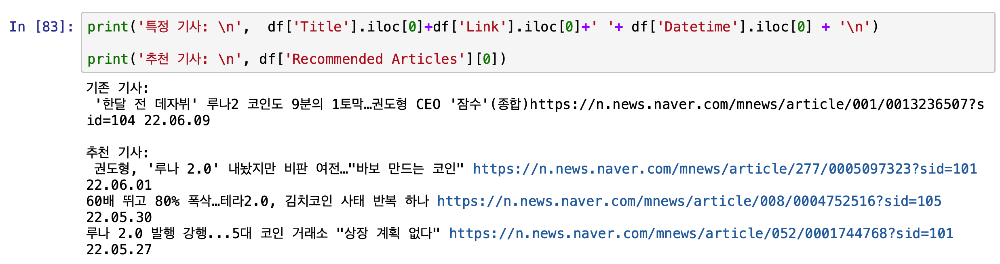 In [83]: print('특정 기사: \n',  df['Title'].iloc[0]+df['Link'].iloc[0]+' '+ df['Datetime'].iloc[0] + '\n')
print('추천 기사: \n', df['Recommended Articles'][0])
기존 기사:
'한달 전 데자뷔' 루나2 코인도 9분의 1토막…권도형 CEO '잠수'(종합)https://n.news.naver.com/mnews/article/001/0013236507?s
id=104 22.06.09
추천 기사:
권도형, '루나 2.0' 내놨지만 비판 여전…"바보 만드는 코인" https://n.news.naver.com/mnews/article/277/0005097323?sid=101
22.06.01
60배 뛰고 80% 폭삭…테라2.0, 김치코인 사태 반복 하나 https://n.news.naver.com/mnews/article/008/0004752516?sid=105
22.05.30
루나 2.0 발행 강행...5대 코인 거래소 "상장 계획 없다" https://n.news.naver.com/mnews/article/052/0001744768?sid=101
22.05.27